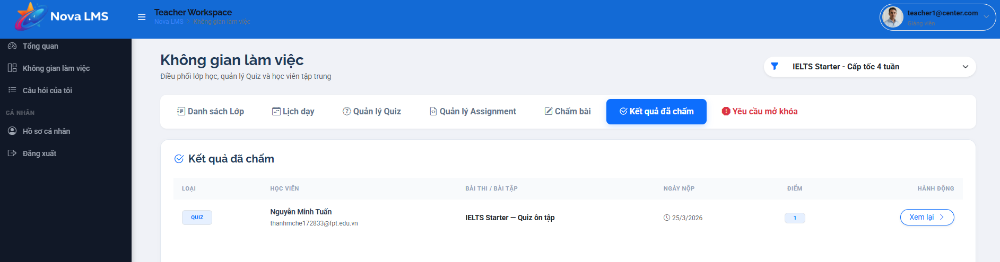 Nova LMS
Teacher Workspace
Nova LMS > Không gian làm việc
teacher1@center.com
Giảng viên
Tổng quan
Không gian làm việc
Câu hỏi của tôi
CÁ NHÂN
Hồ sơ cá nhân
Đăng xuất
Không gian làm việc
Điều phối lớp học, quản lý Quiz và học viên tập trung
IELTS Starter - Cấp tốc 4 tuần
Danh sách Lớp
Lịch dạy
Quản lý Quiz
Quản lý Assignment
Chấm bài
Kết quả đã chấm
Yêu cầu mở khóa
Kết quả đã chấm
LOẠI HỌC VIÊN BÀI THI / BÀI TẬP NGÀY NỘP ĐIỂM HÀNH ĐỘNG
QUIZ
Nguyễn Minh Tuấn
thanhmche172833@fpt.edu.vn
IELTS Starter — Quiz ôn tập
25/3/2026
1
Xem lại